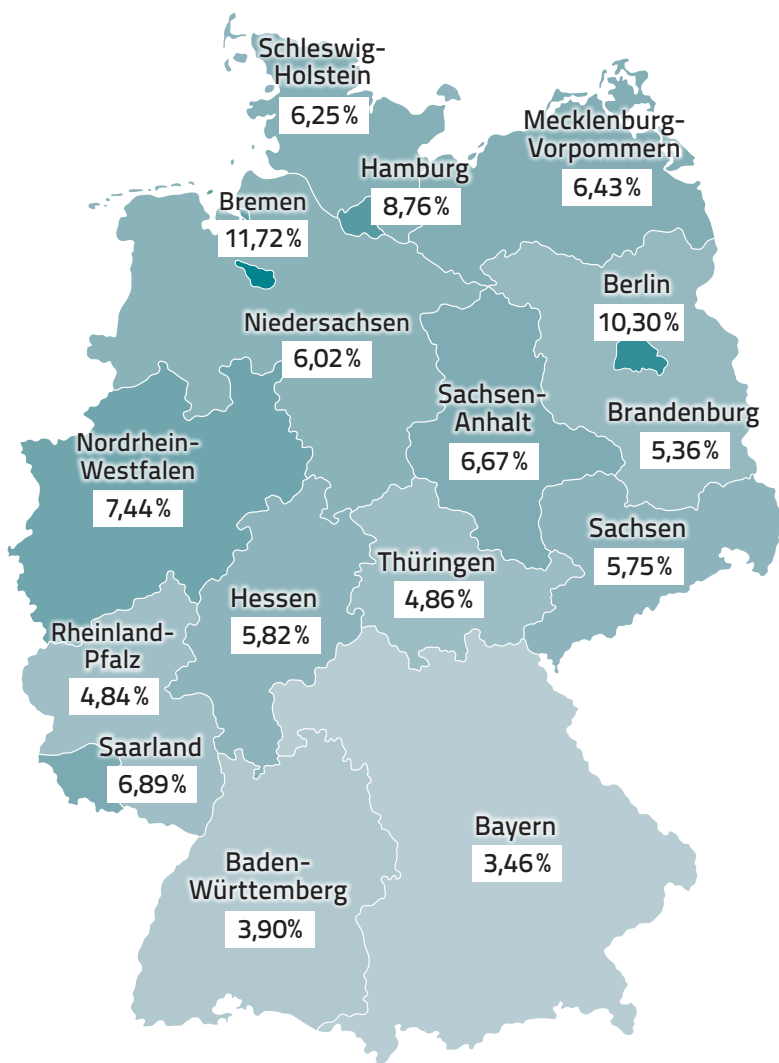 Schleswig-
Holstein
6,25 %
Mecklenburg-
Vorpommern
6,43 %
Hamburg
8,76 %
Bremen
11,72 %
Berlin
10,30 %
Niedersachsen
6,02 %
Sachsen-
Anhalt
6,67 %
Brandenburg
5,36 %
Nordrhein-
Westfalen
7,44 %
Sachsen
5,75 %
Thüringen
4,86 %
Hessen
5,82 %
Rheinland-
Pfalz
4,84 %
Saarland
6,89 %
Bayern
3,46 %
Baden-
Württemberg
3,90%